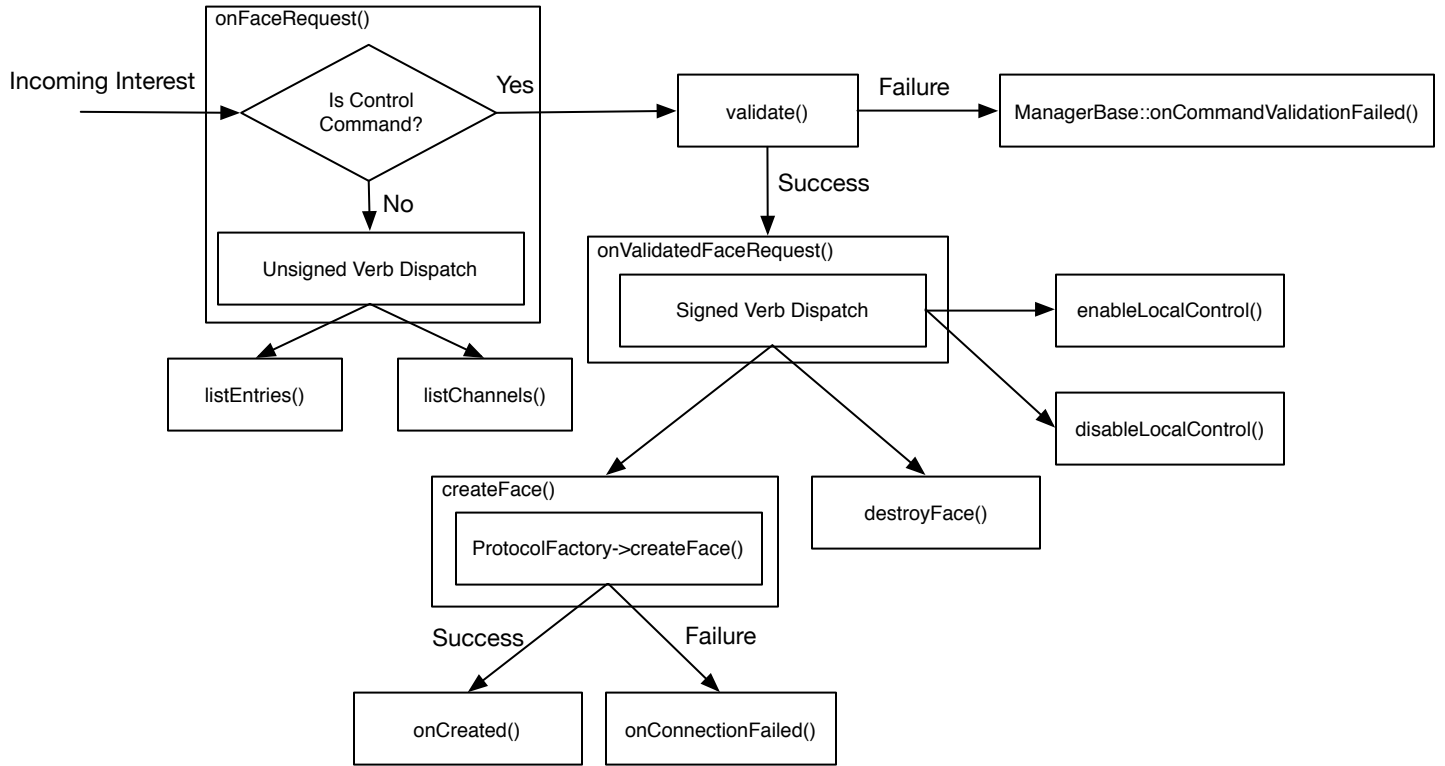 onFaceRequest()
Incoming Interest
Is Control
Command?
Yes
validate()
Failure
ManagerBase::onCommandValidationFailed()
No
Success
Unsigned Verb Dispatch
onValidatedFaceRequest()
Signed Verb Dispatch
enableLocalControl()
listEntries()
listChannels()
disableLocalControl()
createFace()
ProtocolFactory->createFace()
destroyFace()
Success
Failure
onCreated()
onConnectionFailed()